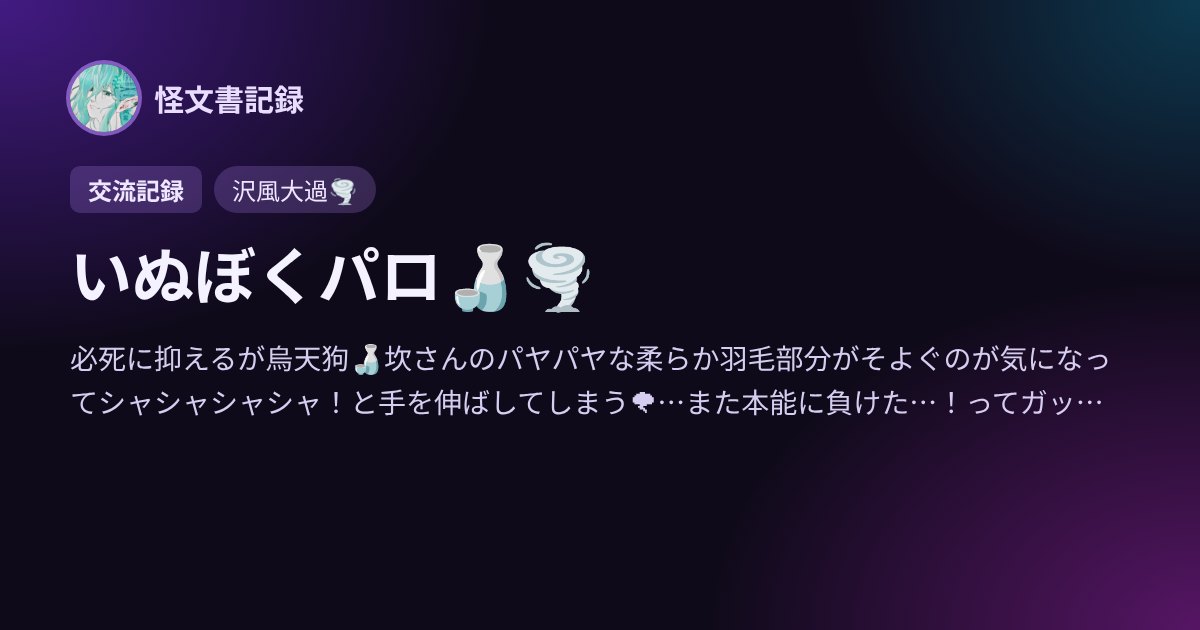 怪文書記録
交流記録
沢風大過🌪️
いぬぼくパロ🍶🌪️
必死に抑えるが烏天狗🍶坎さんのパヤパヤな柔らか羽毛部分がそよぐのが気になっ
てシャシャシャシャ！と手を伸ばしてしまう🌪…また本能に負けた…！ってガッ…